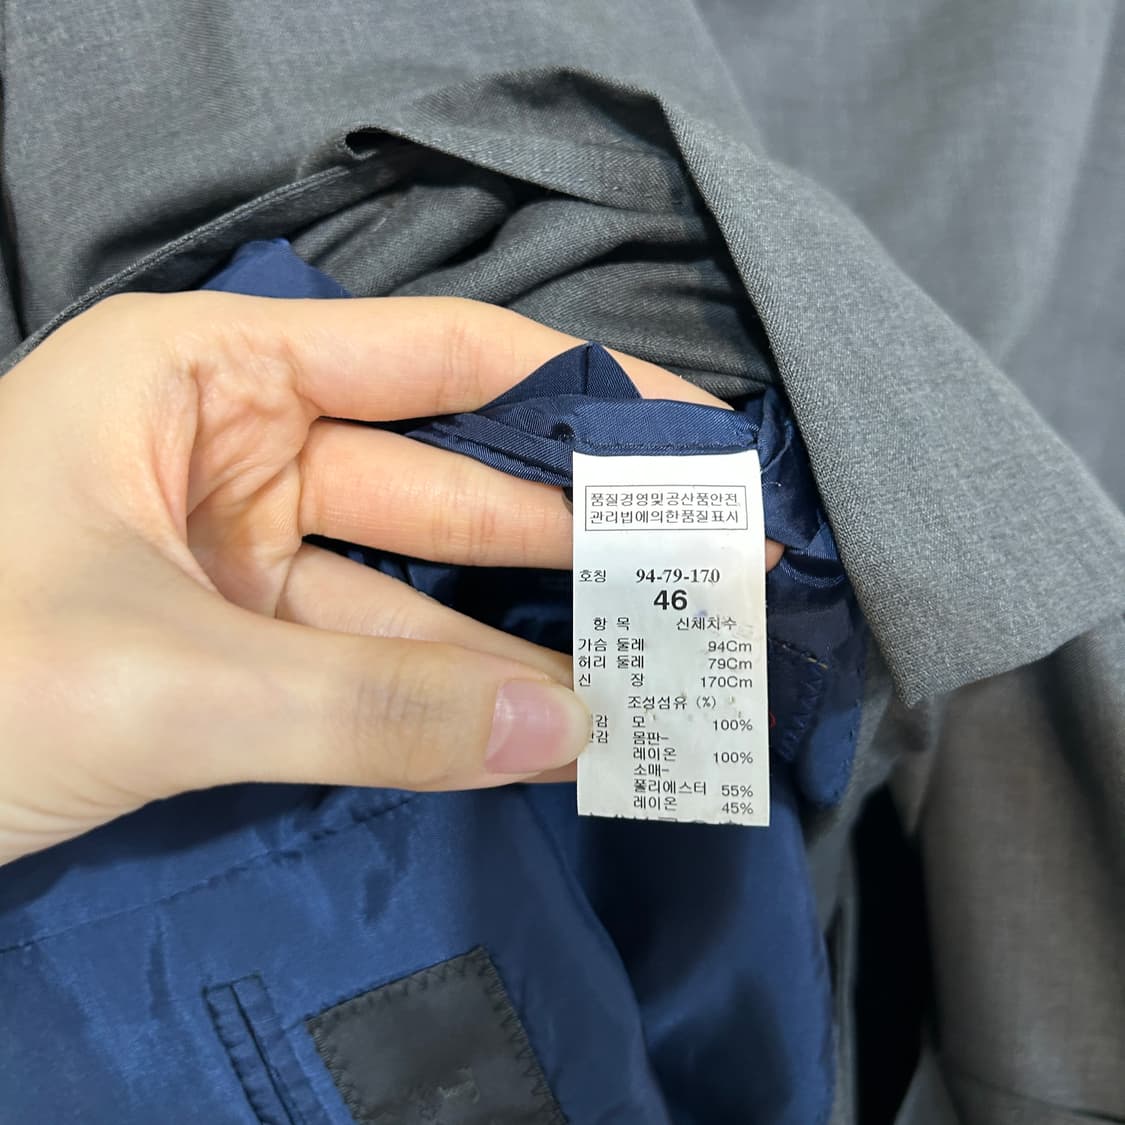 품질경영및공산품안전
관리법에의한품질표시
호칭 94-79-170
46
항 목 신체치수
가슴 둘레 94Cm
허리 둘레 79Cm
신 장 170Cm
조성섬유 (%)
감 모 100%
감 몸판-
레이온 100%
소매-
폴리에스터 55%
레이온 45%